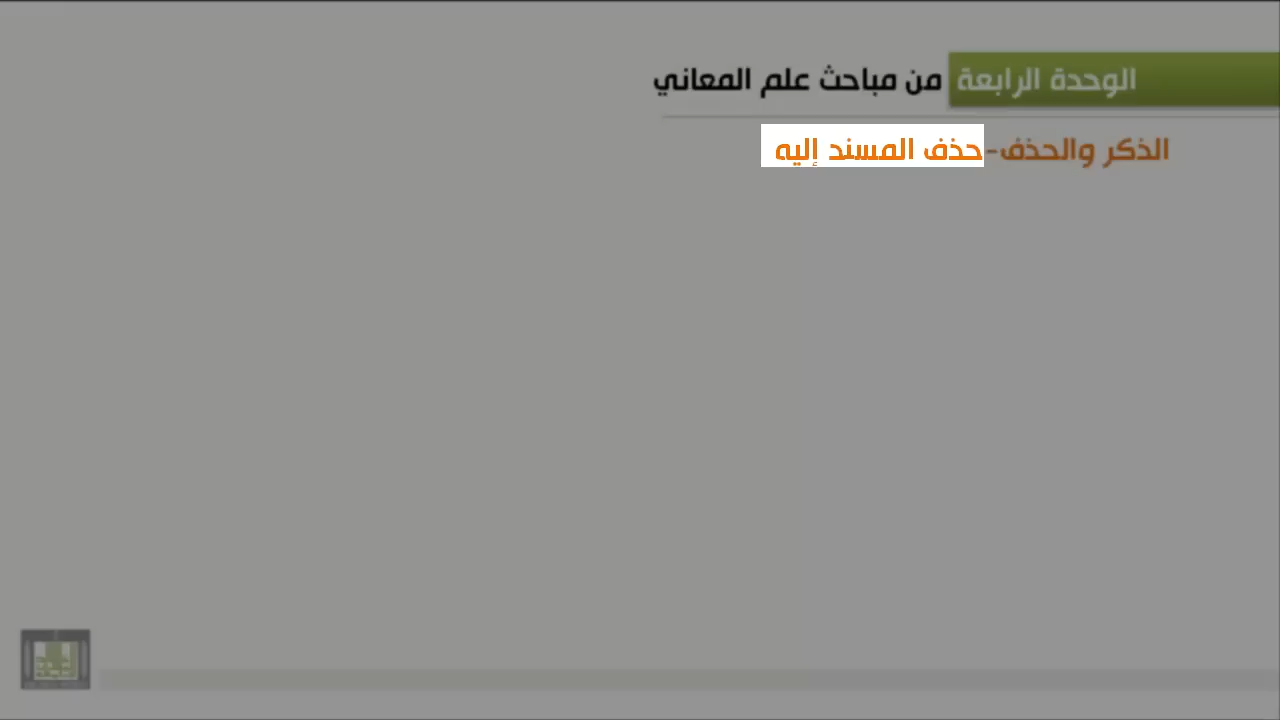 الوحدة الرابعة من مباحث علم المعاني
الذكر والحذف-حذف المسند إليه